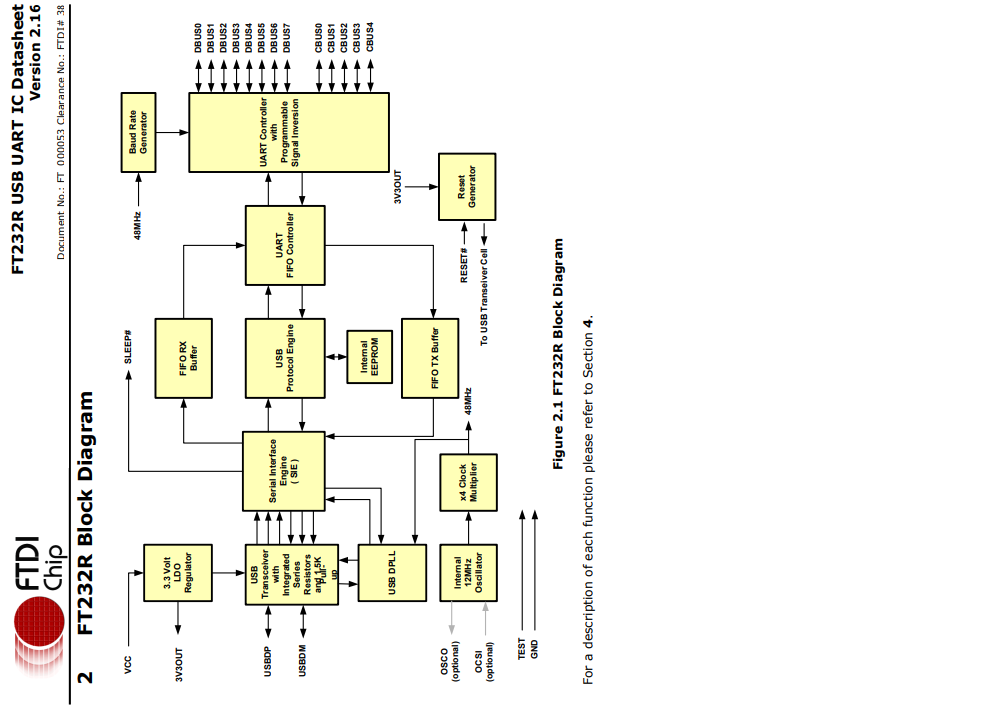 FT232R USB UART IC Datasheet
Version 2.16
Document No.: FT_000053 Clearance No.: FTDI# 38
FTDI
Chip
2 FT232R Block Diagram
VCC
3.3 Volt
LDO
Regulator
3V3OUT
SLEEP#
48MHz
Baud Rate
Generator
FIFO RX
Buffer
USBDP
USBDM
USB
Transceiver
with
Integrated
Series
Resistors
and 1.5K
Pull-
up
Serial Interface
Engine
( SIE )
USB
Protocol Engine
UART
FIFO Controller
UART Controller
with
Programmable
Signal Inversion
DBUS0
DBUS1
DBUS2
DBUS3
DBUS4
DBUS5
DBUS6
DBUS7
CBUS0
CBUS1
CBUS2
CBUS3
CBUS4
Internal
EEPROM
USB DPLL
FIFO TX Buffer
3V3OUT
OSCO
(optional)
OCSI
(optional)
Internal
12MHz
Oscillator
x4 Clock
Multiplier
48MHz
RESET#
To USB Transeiver Cell
Reset
Generator
TEST
GND
Figure 2.1 FT232R Block Diagram
For a description of each function please refer to Section 4.